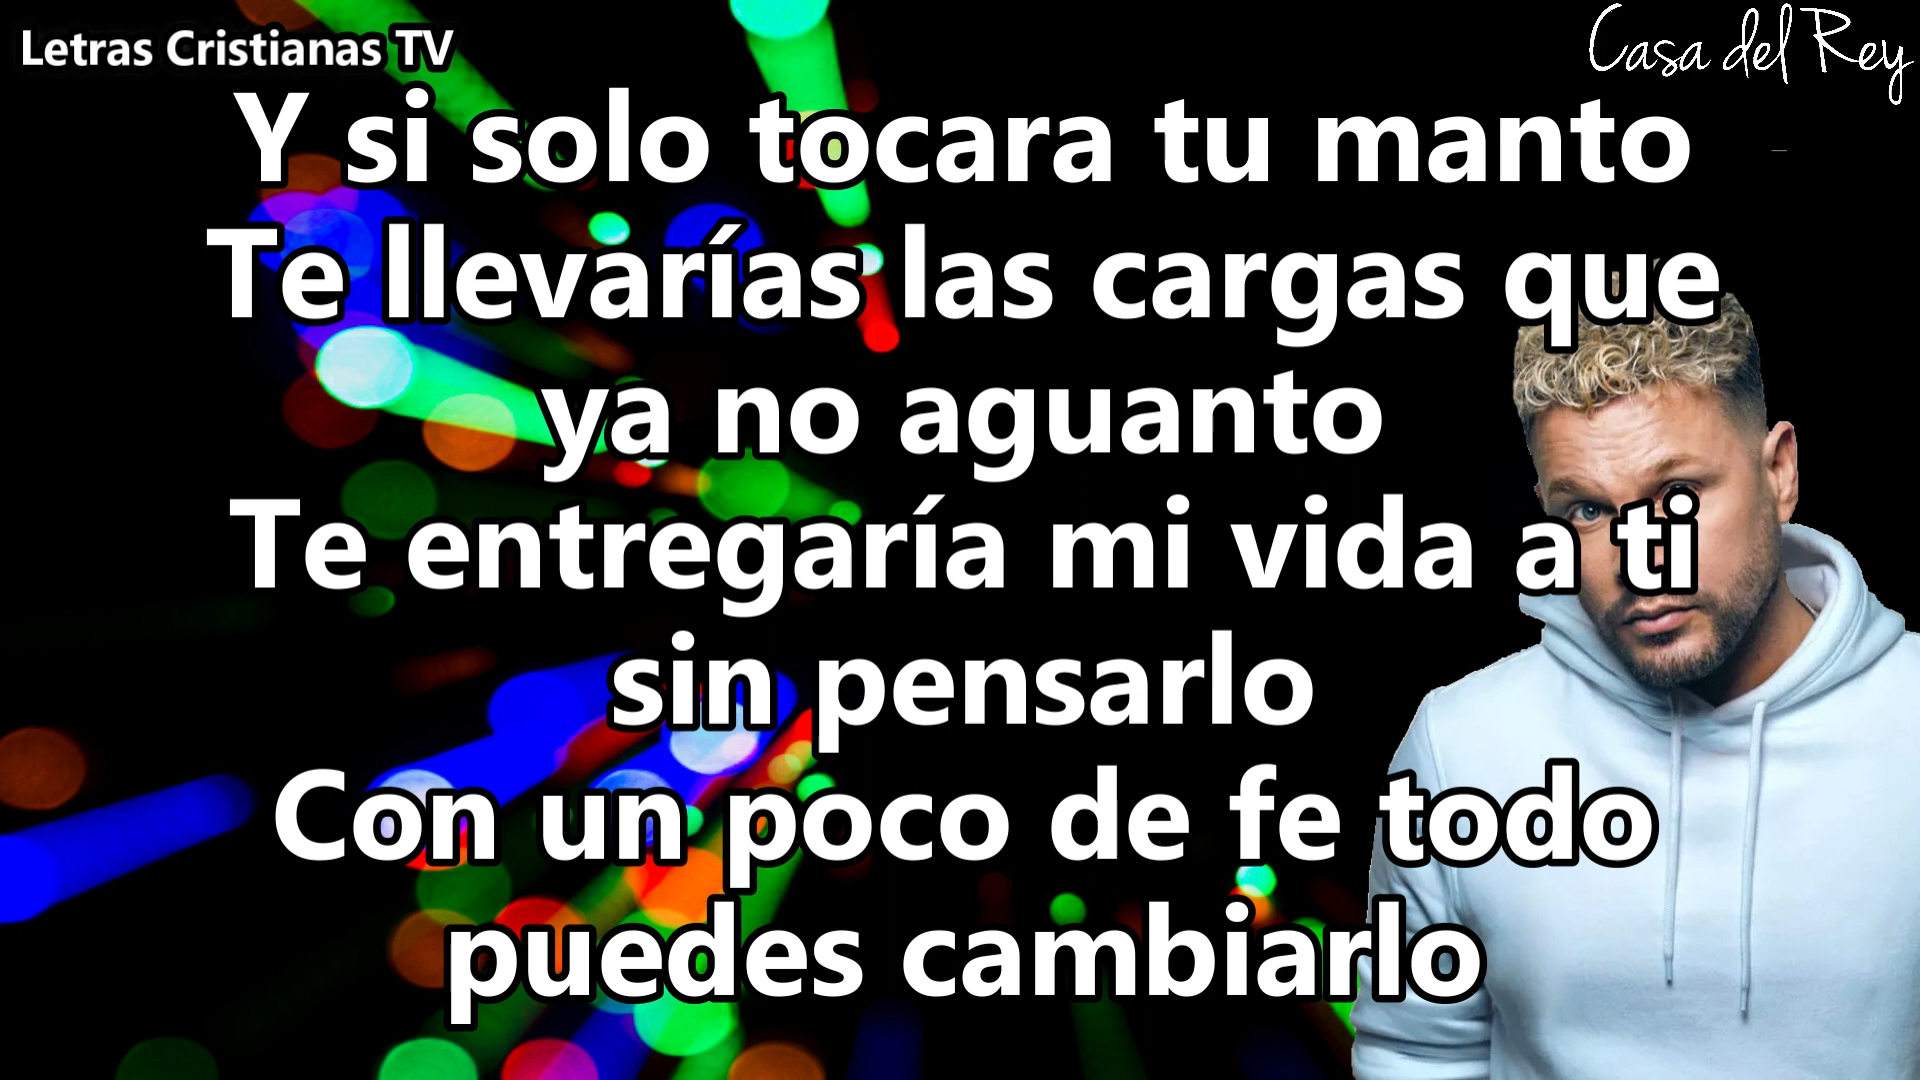 Letras Cristianas TV
Casa del Rey
Y si solo tocara tu manto
Te llevarías las cargas que
ya no aguanto
Te entregaría mi vida a ti
sin pensarlo
Con un poco de fe todo
puedes cambiarlo